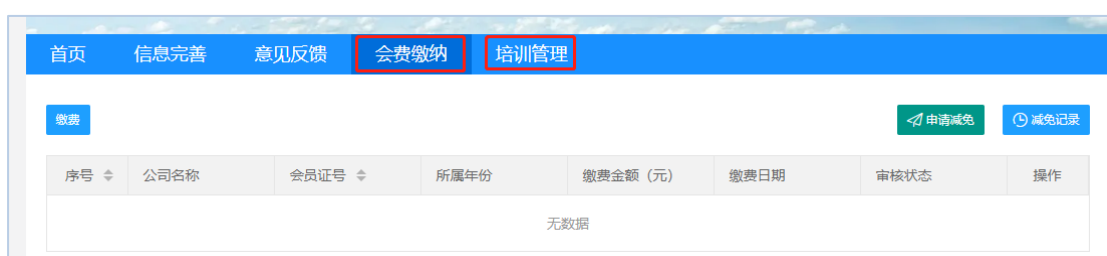 首页 信息完善 意见反馈 会费缴纳 培训管理
缴费 申请减免 减免记录
序号 公司名称 会员证号 所属年份 缴费金额（元） 缴费日期 审核状态 操作
无数据